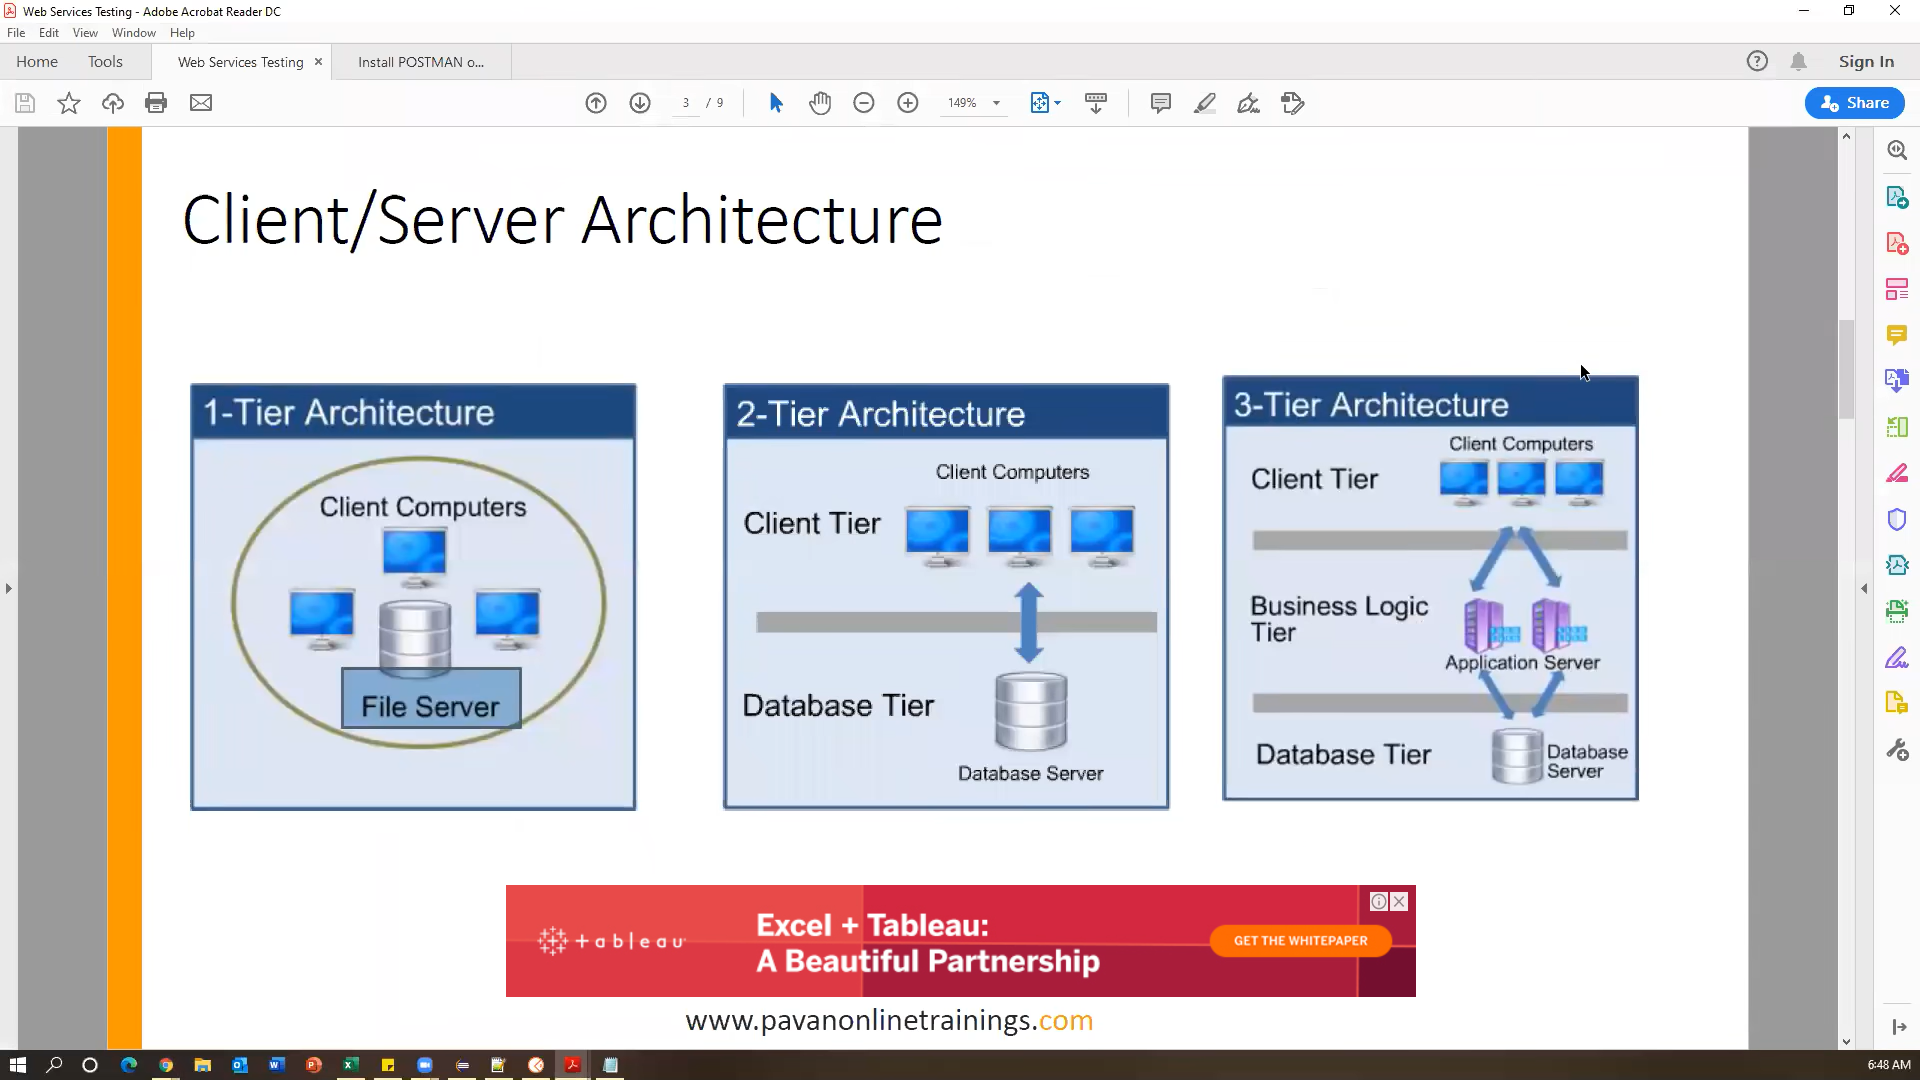 Web Services Testing - Adobe Acrobat Reader DC
File Edit View Window Help
Home Tools Web Services Testing × Install POSTMAN o... Sign In
3 / 9 149% Share
Client/Server Architecture
1-Tier Architecture
Client Computers
File Server
2-Tier Architecture
Client Computers
Client Tier
Database Tier
Database Server
3-Tier Architecture
Client Computers
Client Tier
Business Logic
Tier
Application Server
Database Tier
Database
Server
+ableau
Excel + Tableau:
A Beautiful Partnership
GET THE WHITEPAPER
www.pavanonlinetrainings.com
6:48 AM